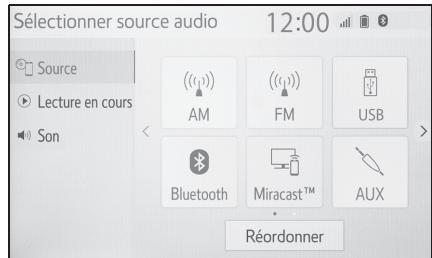 Sélectionner source audio 12:00
Source
Lecture en cours
Son
AM FM USB
Bluetooth Miracast™ AUX
Réordonner